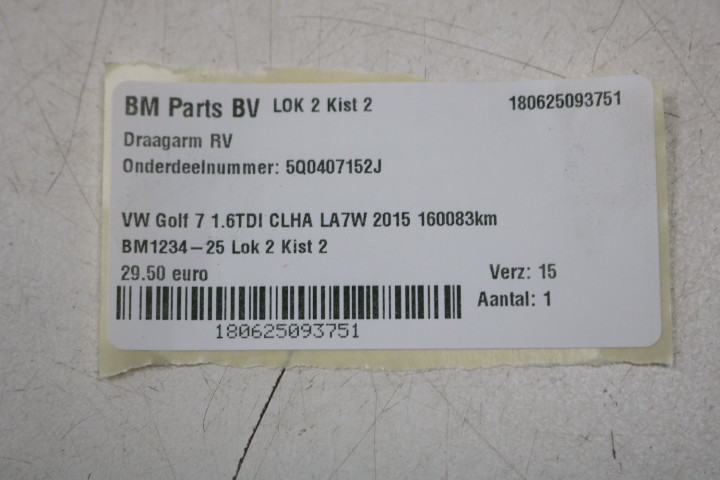 BM Parts BV LOK 2 Kist 2 180625093751
Draagarm RV
Onderdeelnummer: 5Q0407152J
VW Golf 7 1.6TDI CLHA LA7W 2015 160083km
BM1234-25 Lok 2 Kist 2
29.50 euro Verz: 15
Aantal: 1
180625093751